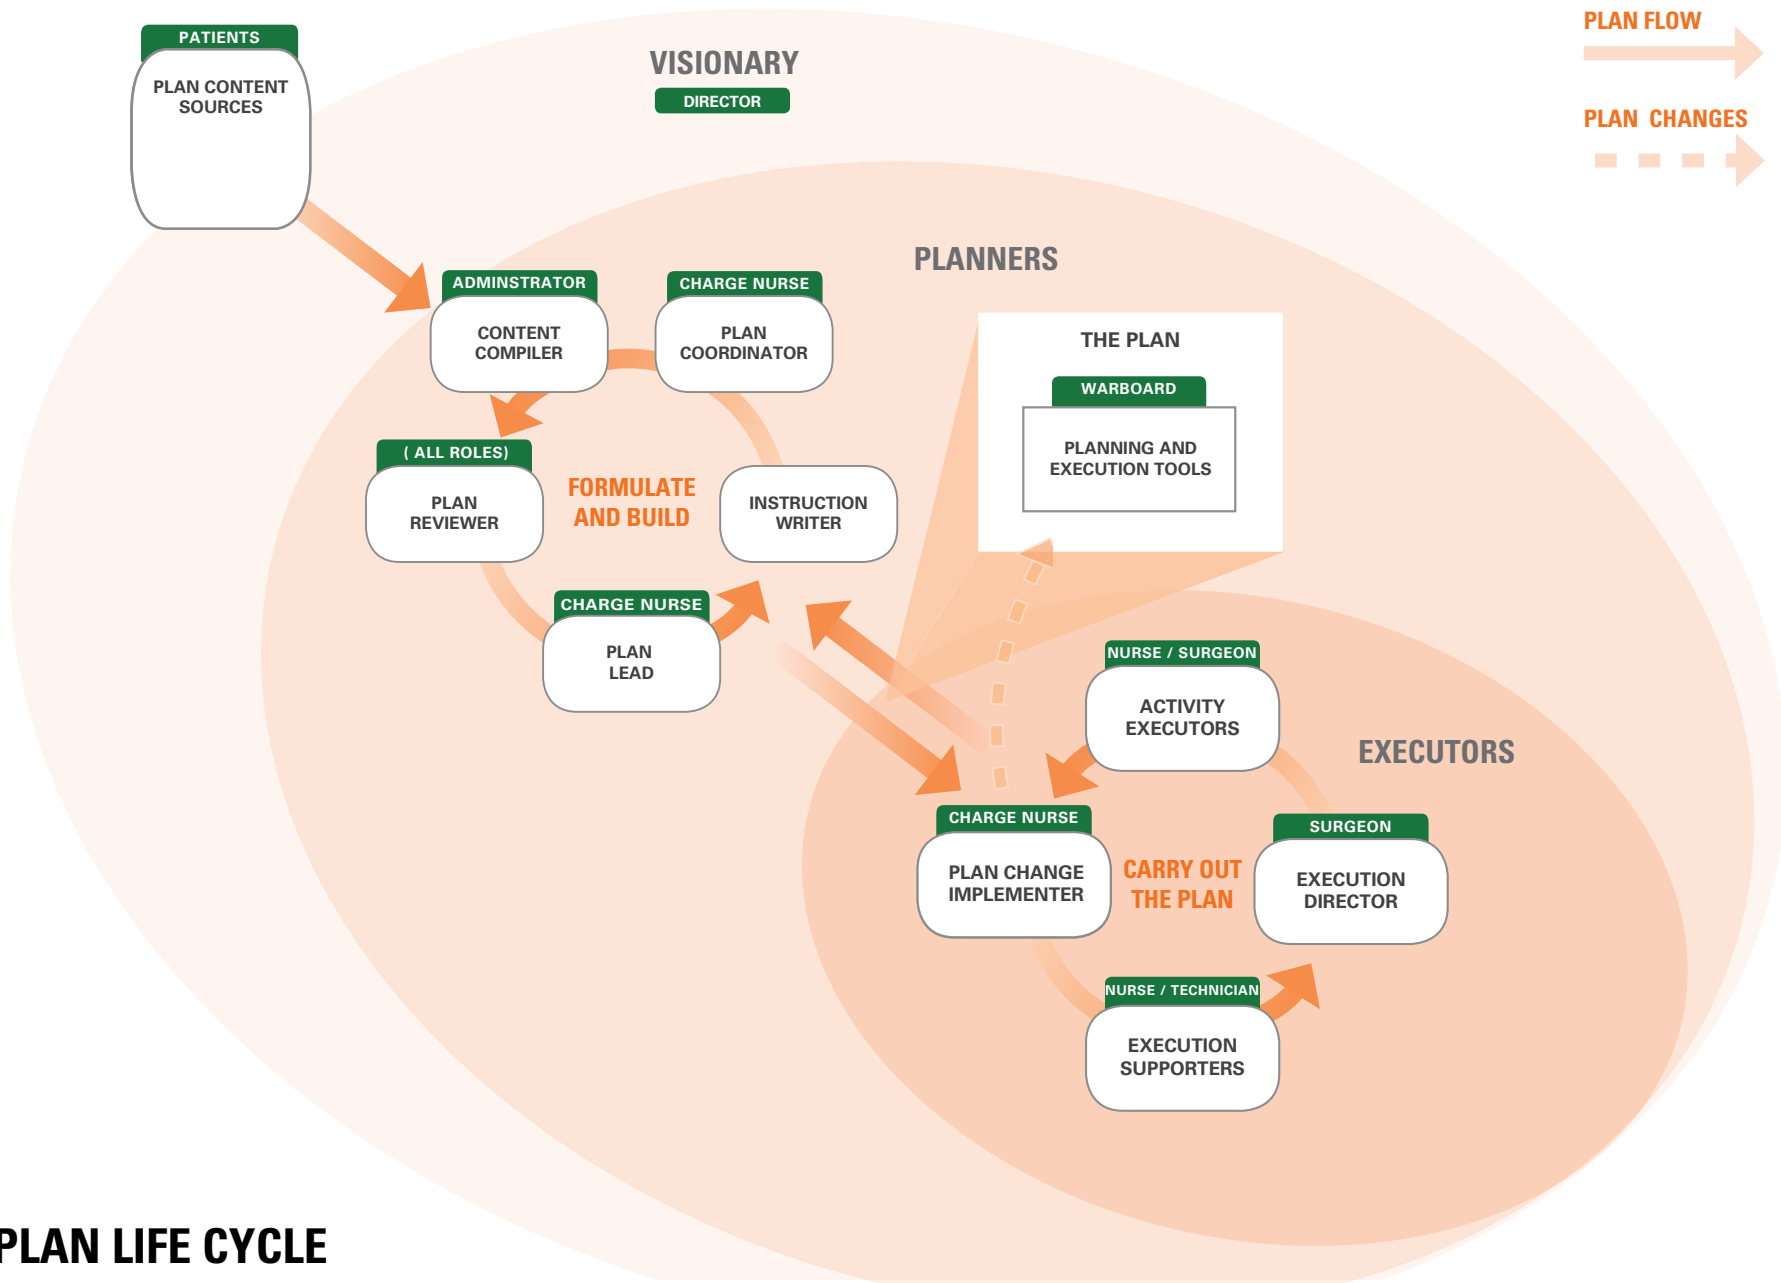 PATIENTS
PLAN CONTENT
SOURCES
VISIONARY
DIRECTOR
PLAN FLOW
PLAN CHANGES
PLANNERS
ADMINSTRATOR
CONTENT
COMPILER
CHARGE NURSE
PLAN
COORDINATOR
THE PLAN
WARBOARD
PLANNING AND
EXECUTION TOOLS
( ALL ROLES)
PLAN
REVIEWER
FORMULATE
AND BUILD
INSTRUCTION
WRITER
CHARGE NURSE
PLAN
LEAD
NURSE / SURGEON
ACTIVITY
EXECUTORS
EXECUTORS
CHARGE NURSE
PLAN CHANGE
IMPLEMENTER
CARRY OUT
THE PLAN
SURGEON
EXECUTION
DIRECTOR
NURSE / TECHNICIAN
EXECUTION
SUPPORTERS
PLAN LIFE CYCLE